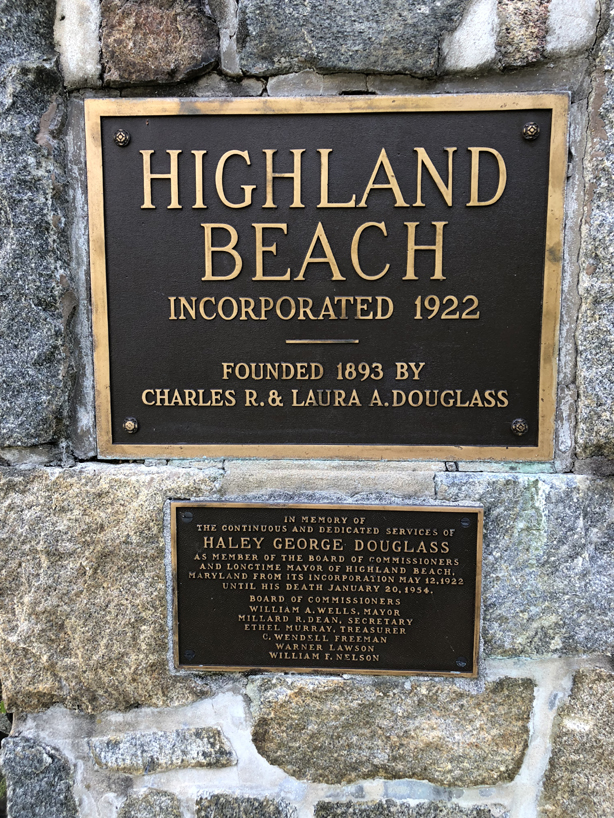 HIGHLAND
BEACH
INCORPORATED 1922
FOUNDED 1893 BY
CHARLES R. & LAURA A. DOUGLASS
IN MEMORY OF
THE CONTINUOUS AND DEDICATED SERVICES OF
HALEY GEORGE DOUGLASS
AS MEMBER OF THE BOARD OF COMMISSIONERS
AND LONGTIME MAYOR OF HIGHLAND BEACH,
MARYLAND FROM ITS INCORPORATION MAY 12, 1922
UNTIL HIS DEATH JANUARY 20, 1954.
BOARD OF COMMISSIONERS
WILLIAM A. WELLS, MAYOR
MILLARD R. DEAN, SECRETARY
ETHEL MURRAY, TREASURER
C. WENDELL FREEMAN
WARNER LAWSON
WILLIAM F. NELSON